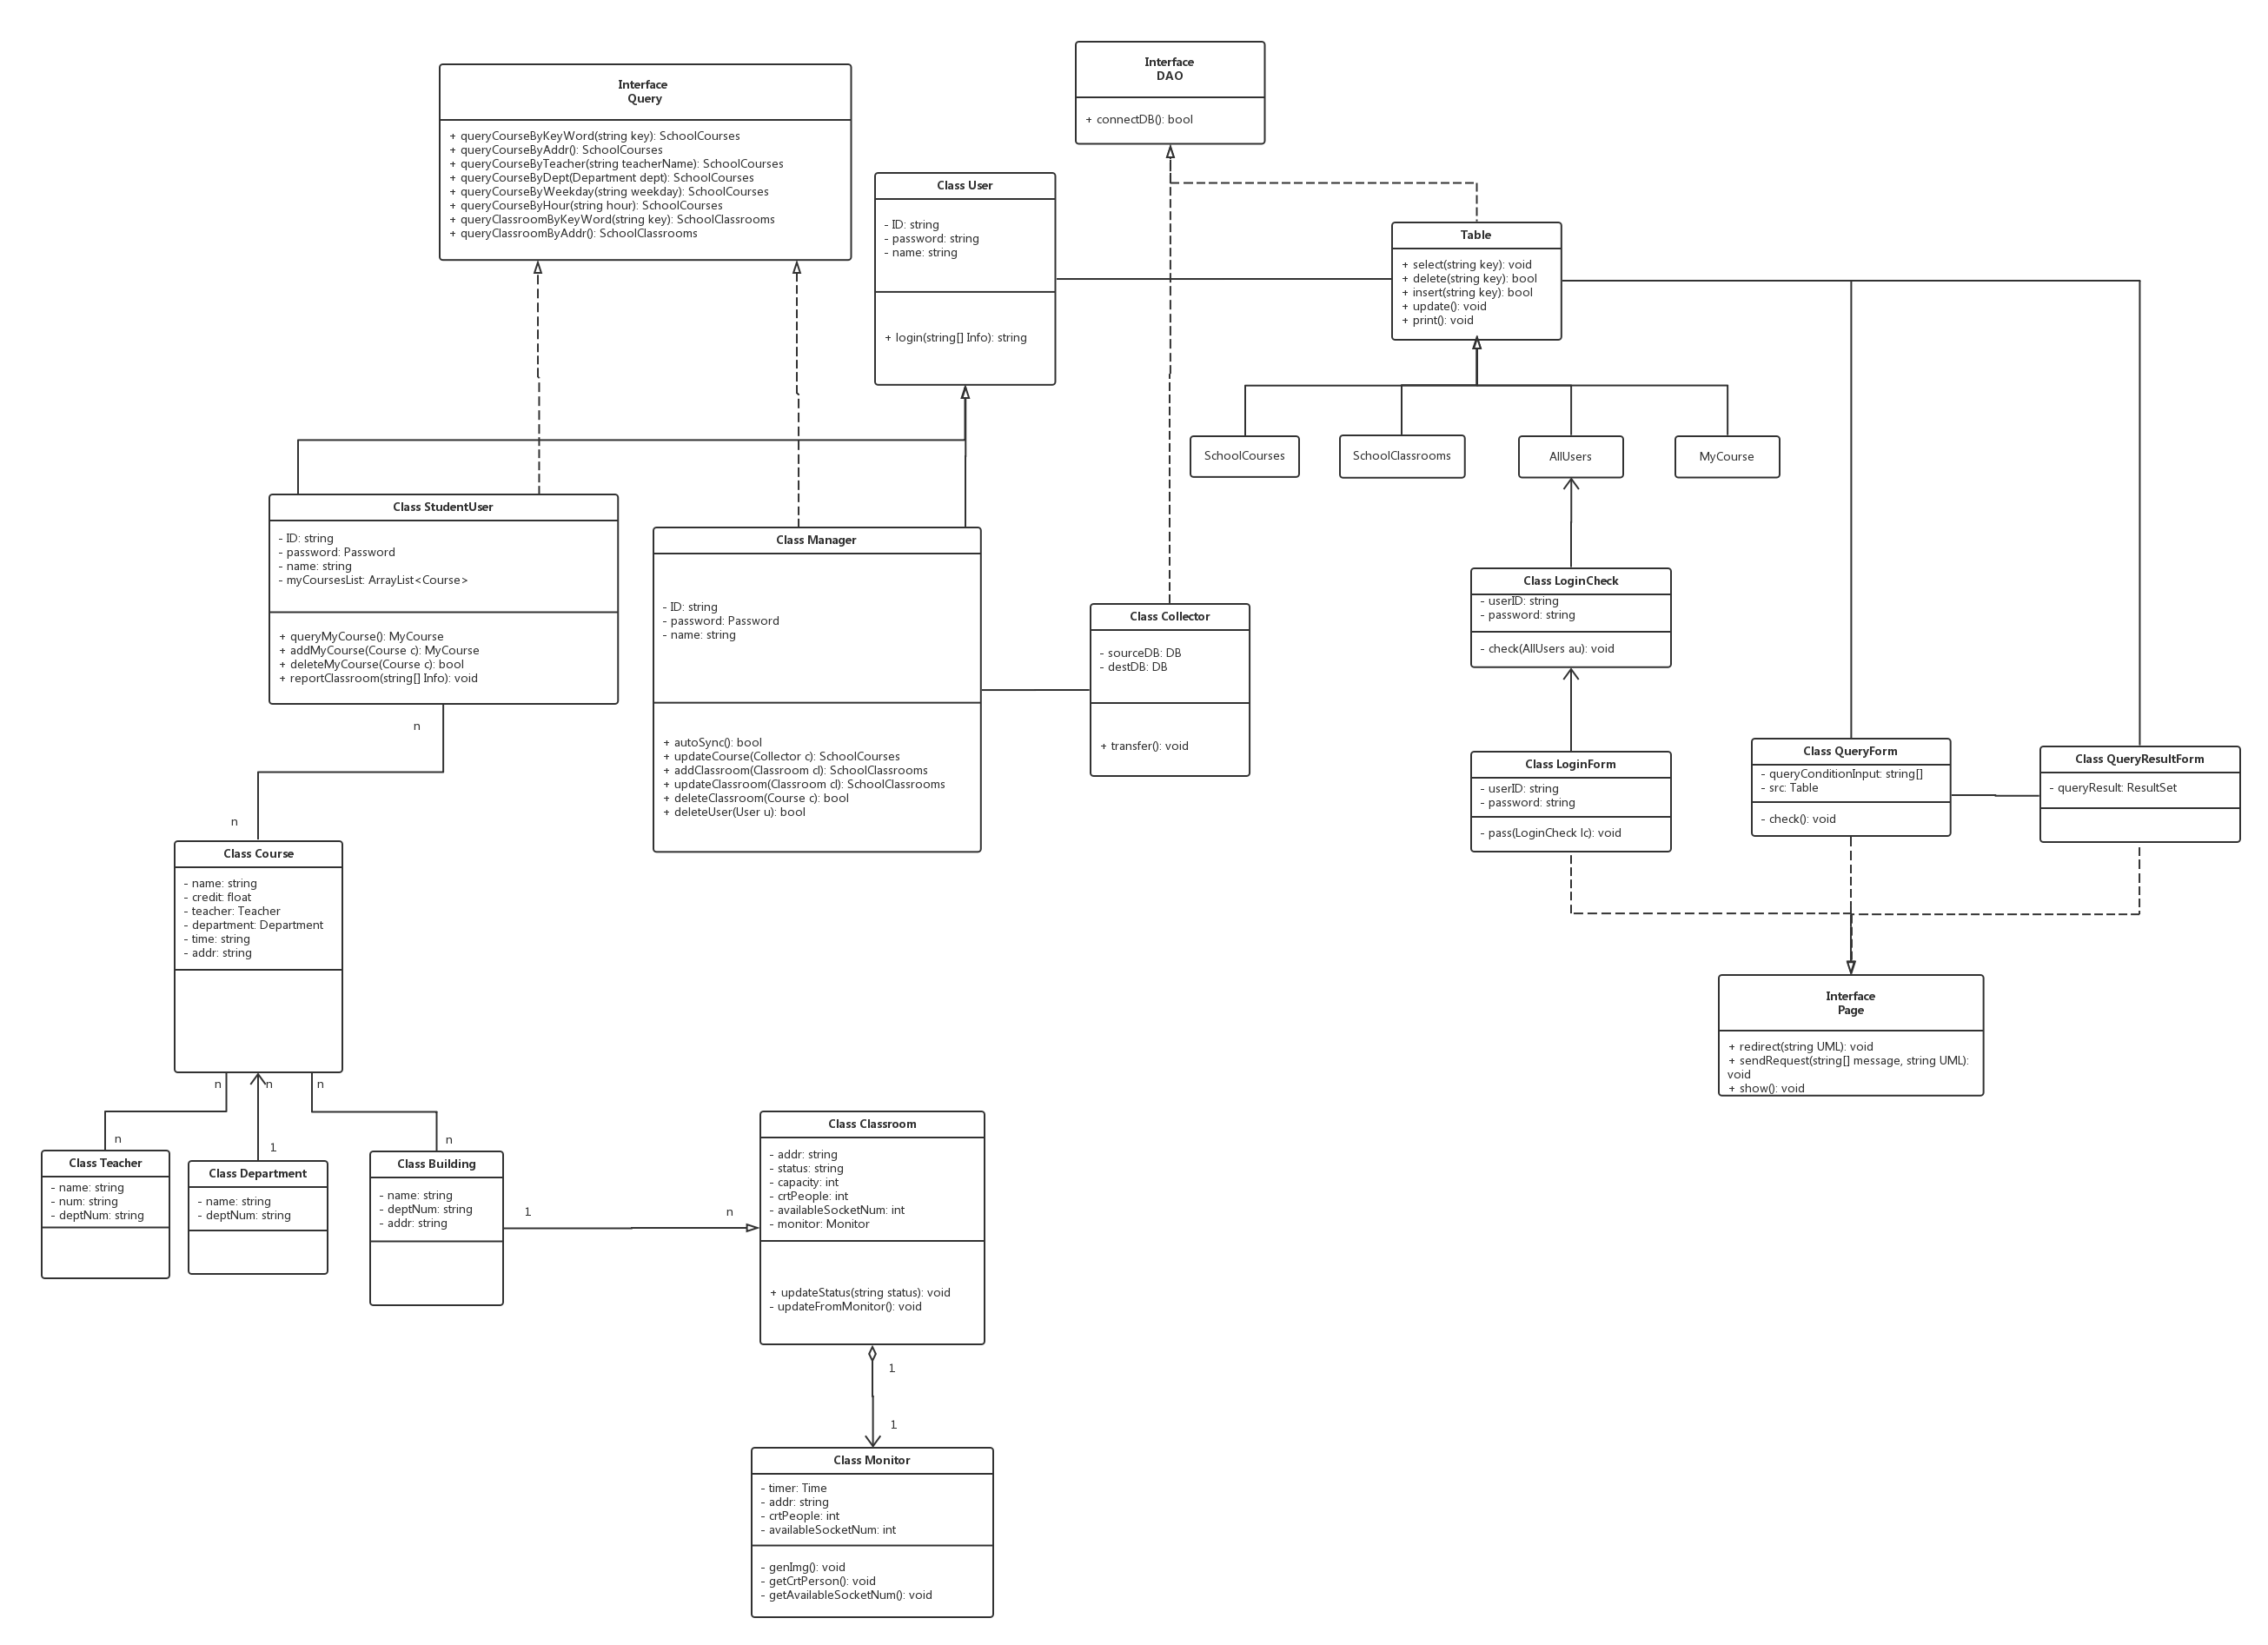 Interface
Query
+ queryCourseByKeyWord(string key): SchoolCourses
+ queryCourseByAddr(): SchoolCourses
+ queryCourseByTeacher(string teacherName): SchoolCourses
+ queryCourseByDept(Department dept): SchoolCourses
+ queryCourseByWeekday(string weekday): SchoolCourses
+ queryCourseByHour(string hour): SchoolCourses
+ queryClassroomByKeyWord(string key): SchoolClassrooms
+ queryClassroomByAddr(): SchoolClassrooms
Interface
DAO
+ connectDB(): bool
Class User
- ID: string
- password: string
- name: string
+ login(string[] Info): string
Table
+ select(string key): void
+ delete(string key): bool
+ insert(string key): bool
+ update(): void
+ print(): void
SchoolCourses
SchoolClassrooms
AllUsers
MyCourse
Class StudentUser
- ID: string
- password: Password
- name: string
- myCoursesList: ArrayList<Course>
+ queryMyCourse(): MyCourse
+ addMyCourse(Course c): MyCourse
+ deleteMyCourse(Course c): bool
+ reportClassroom(string[] Info): void
Class Manager
- ID: string
- password: Password
- name: string
+ autoSync(): bool
+ updateCourse(Collector c): SchoolCourses
+ addClassroom(Classroom cl): SchoolClassrooms
+ updateClassroom(Classroom cl): SchoolClassrooms
+ deleteClassroom(Course c): bool
+ deleteUser(User u): bool
Class Collector
- sourceDB: DB
- destDB: DB
+ transfer(): void
Class LoginCheck
- userID: string
- password: string
- check(AllUsers au): void
Class LoginForm
- userID: string
- password: string
- pass(LoginCheck lc): void
Class QueryForm
- queryConditionInput: string[]
- src: Table
- check(): void
Class QueryResultForm
- queryResult: ResultSet
Interface
Page
+ redirect(string UML): void
+ sendRequest(string[] message, string UML):
void
+ show(): void
n
n
Class Course
- name: string
- credit: float
- teacher: Teacher
- department: Department
- time: string
- addr: string
n
n
n
n
1
n
Class Teacher
- name: string
- num: string
- deptNum: string
Class Department
- name: string
- deptNum: string
Class Building
- name: string
- deptNum: string
- addr: string
1
n
Class Classroom
- addr: string
- status: string
- capacity: int
- crtPeople: int
- availableSocketNum: int
- monitor: Monitor
+ updateStatus(string status): void
- updateFromMonitor(): void
1
1
Class Monitor
- timer: Time
- addr: string
- crtPeople: int
- availableSocketNum: int
- genImg(): void
- getCrtPerson(): void
- getAvailableSocketNum(): void